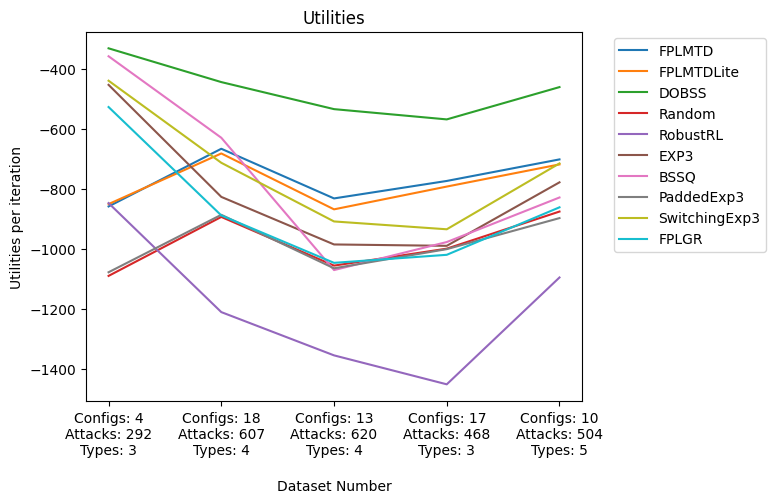 Utilities
Utilities per iteration
−400
−600
−800
−1000
−1200
−1400
Configs: 4
Attacks: 292
Types: 3
Configs: 18
Attacks: 607
Types: 4
Configs: 13
Attacks: 620
Types: 4
Configs: 17
Attacks: 468
Types: 3
Configs: 10
Attacks: 504
Types: 5
Dataset Number
FPLMTD
FPLMTDLite
DOBSS
Random
RobustRL
EXP3
BSSQ
PaddedExp3
SwitchingExp3
FPLGR